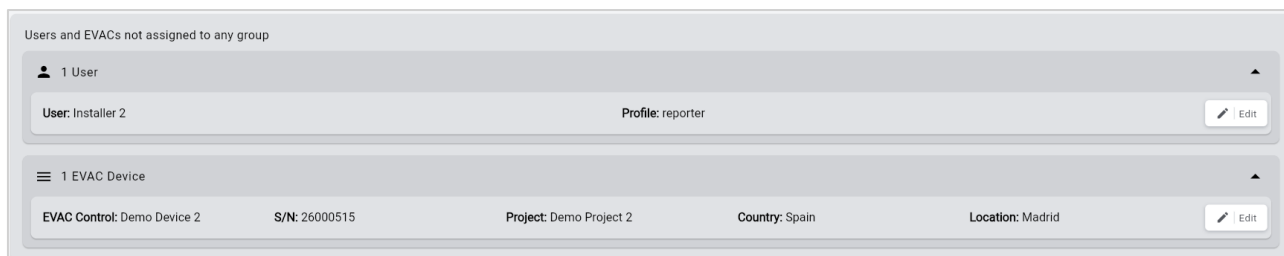 Users and EVACs not assigned to any group
1 User
User: Installer 2 Profile: reporter Edit
1 EVAC Device
EVAC Control: Demo Device 2 S/N: 26000515 Project: Demo Project 2 Country: Spain Location: Madrid Edit